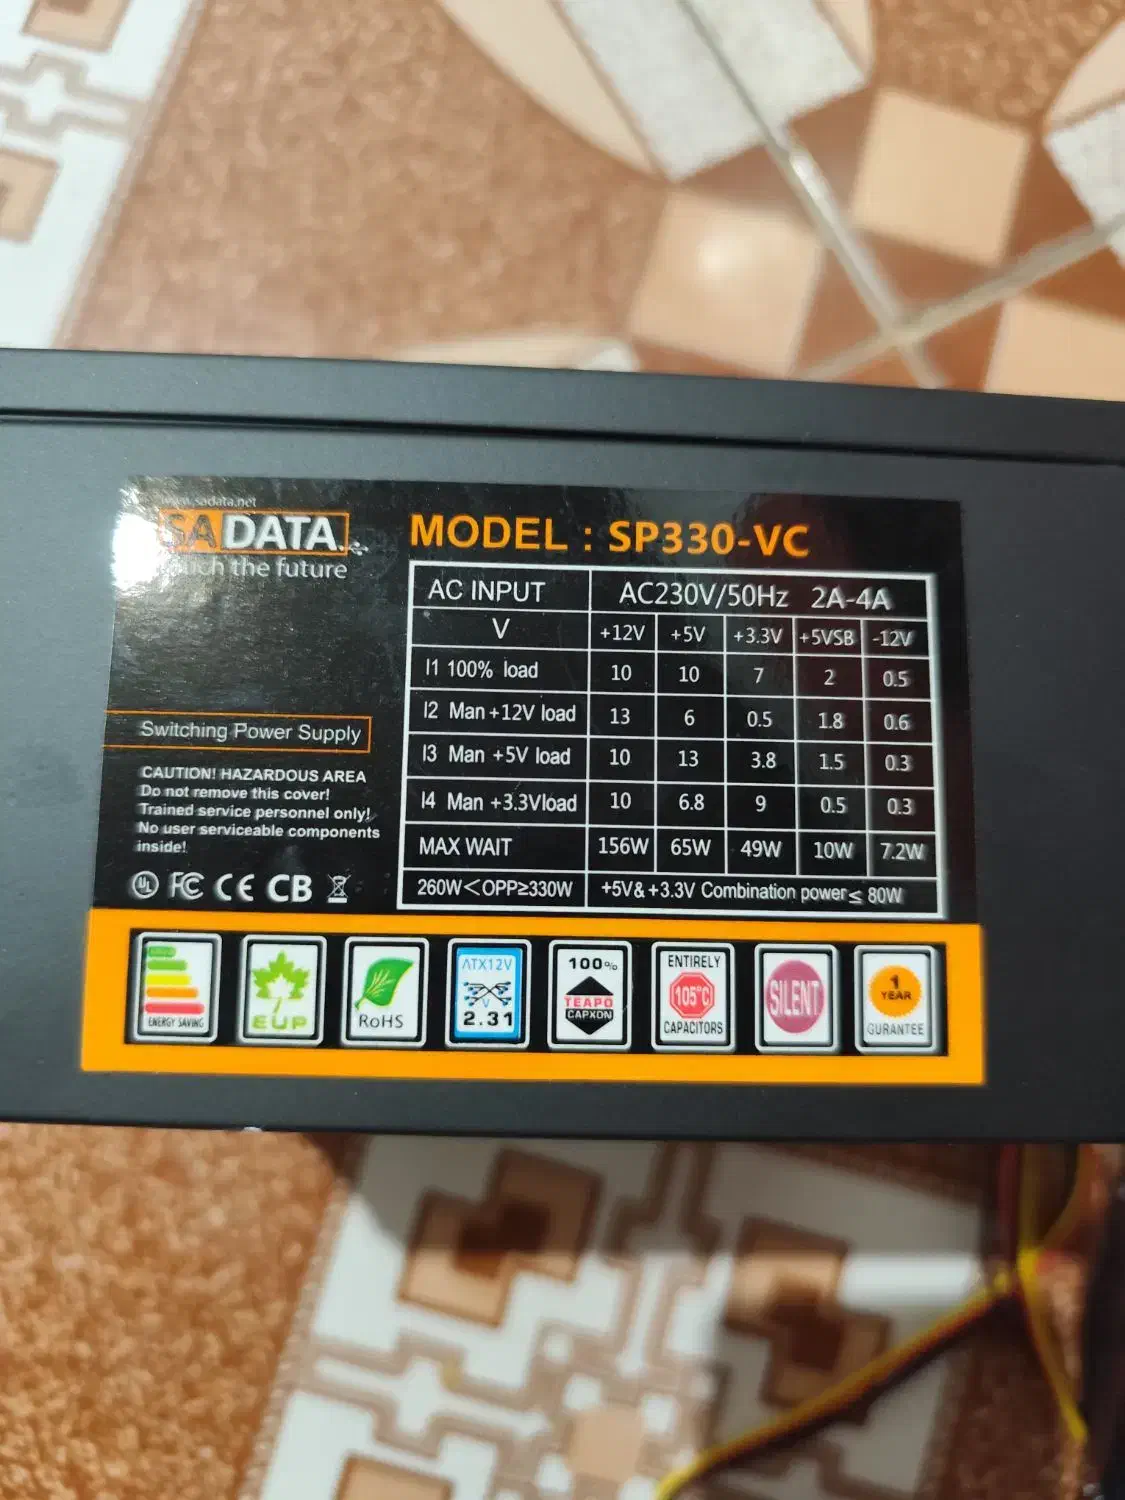 www.sadata.net
SADATA
the future
MODEL : SP330-VC
AC INPUT AC230V/50Hz 2A-4A
V +12V +5V +3.3V +5VSB -12V
I1 100% load 10 10 7 2 0.5
I2 Man+12V load 13 6 0.5 1.8 0.6
I3 Man +5V load 10 13 3.8 1.5 0.3
I4 Man +3.3Vload 10 6.8 9 0.5 0.3
MAX WAIT 156W 65W 49W 10W 7.2W
260W<OPP≥330W +5V&+3.3V Combination power≤ 80W
Switching Power Supply
CAUTION! HAZARDOUS AREA
Do not remove this cover!
Trained service personnel only!
No user serviceable components
inside!
UL FC CE CB
ENERGY SAVING
EUP
RoHS
ATX12V
V
2.31
100%
TEAPO
CAPXON
ENTIRELY
105°C
CAPACITORS
SILENT
1
YEAR
GURANTEE